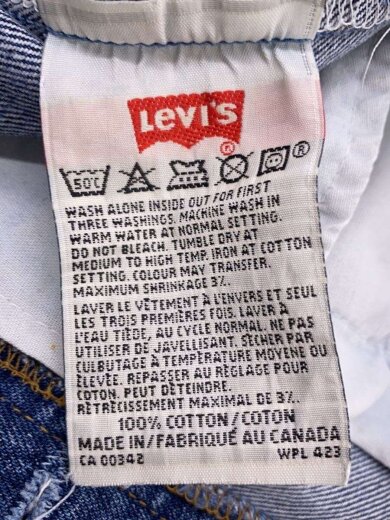 Levi's
®
50°C
®
WASH ALONE INSIDE OUT FOR FIRST
THREE WASHINGS. MACHINE WASH IN
WARM WATER AT NORMAL SETTING.
DO NOT BLEACH. TUMBLE DRY AT
MEDIUM TO HIGH TEMP. IRON AT COTTON
SETTING. COLOUR MAY TRANSFER.
MAXIMUM SHRINKAGE 3%.
LAVER LE VÊTEMENT À L'ENVERS ET SEUL
LES TROIS PREMIÈRES FOIS. LAVER À
L'EAU TIÈDE, AU CYCLE NORMAL. NE PAS
UTILISER DE JAVELLISANT. SÉCHER PAR
CULBUTAGE À TEMPÉRATURE MOYENNE OU
ÉLEVÉE. REPASSER AU RÉGLAGE POUR
COTON. PEUT DÉTEINDRE.
RÉTRÉCISSEMENT MAXIMAL DE 3%.
100% COTTON/COTON
MADE IN/FABRIQUÉ AU CANADA
CA 00342 WPL 423